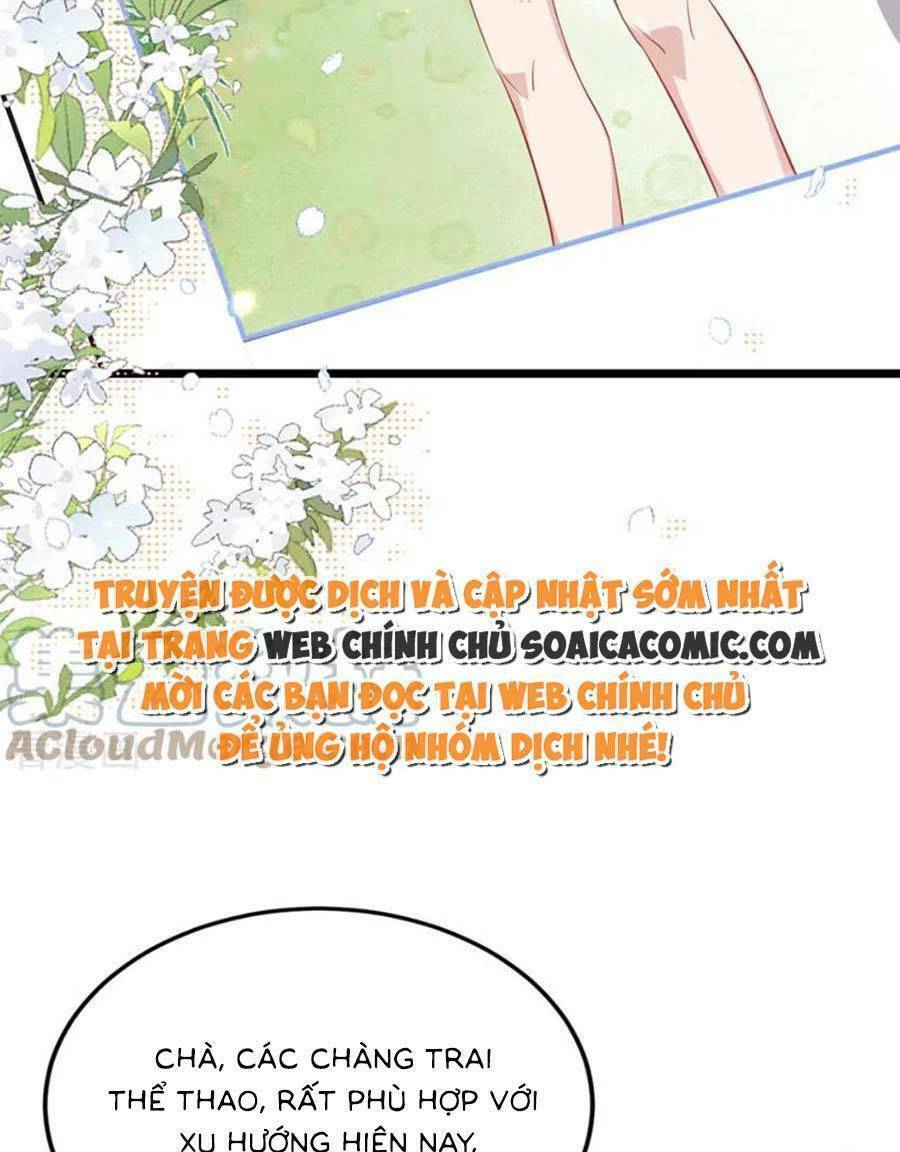 TRUYỆN ĐƯỢC DỊCH VÀ CẬP NHẬT SỚM NHẤT
TẠI TRANG WEB CHÍNH CHỦ SOAICACOMIC.COM
MỜI CÁC BẠN ĐỌC TẠI WEB CHÍNH CHỦ
ACloudM
ĐỂ ỦNG HỘ NHÓM DỊCH NHÉ!
CHÀ, CÁC CHÀNG TRAI
THỂ THAO, RẤT PHÙ HỢP VỚI
XU HƯỚNG HIỆN NAY,